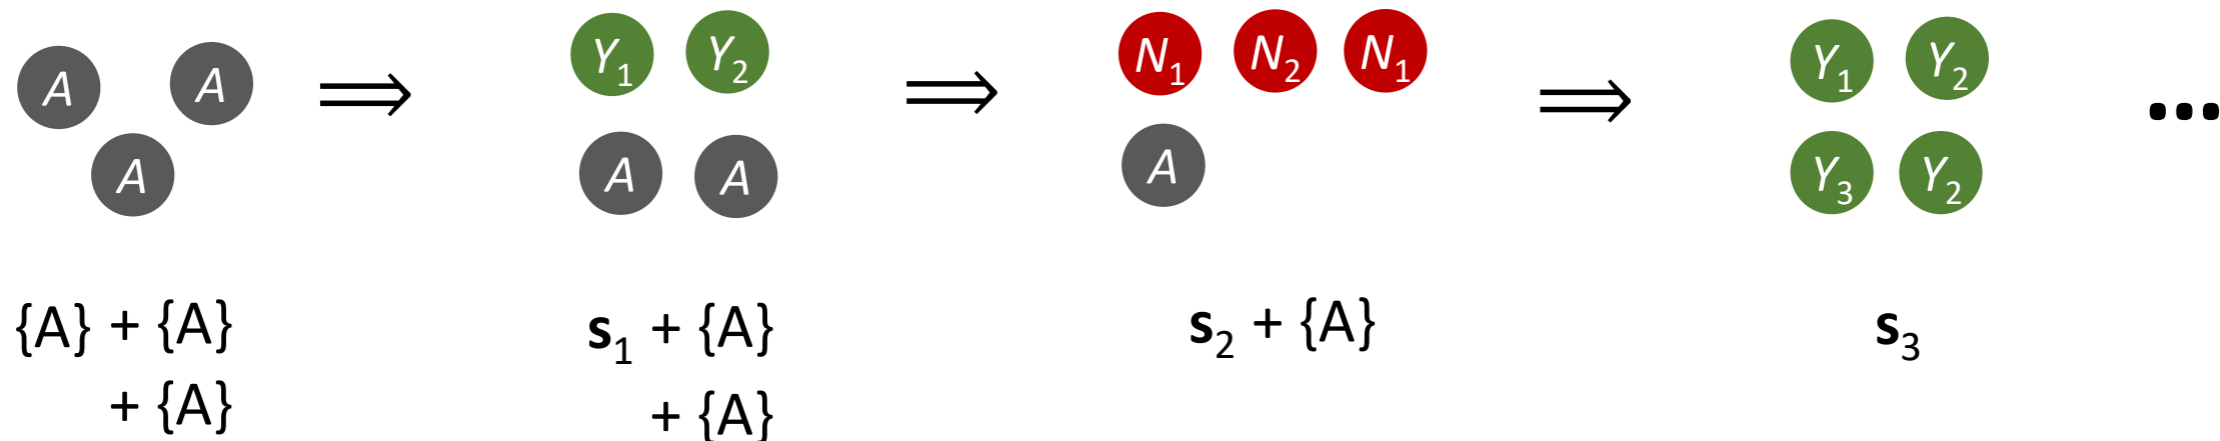 A A ⟹ Y₁ Y₂ ⟹ N₁ N₂ N₁ ⟹ Y₁ Y₂ ...
A A A A Y₃ Y₂
{A} + {A} s₁ + {A} s₂ + {A} s₃
+ {A} + {A}